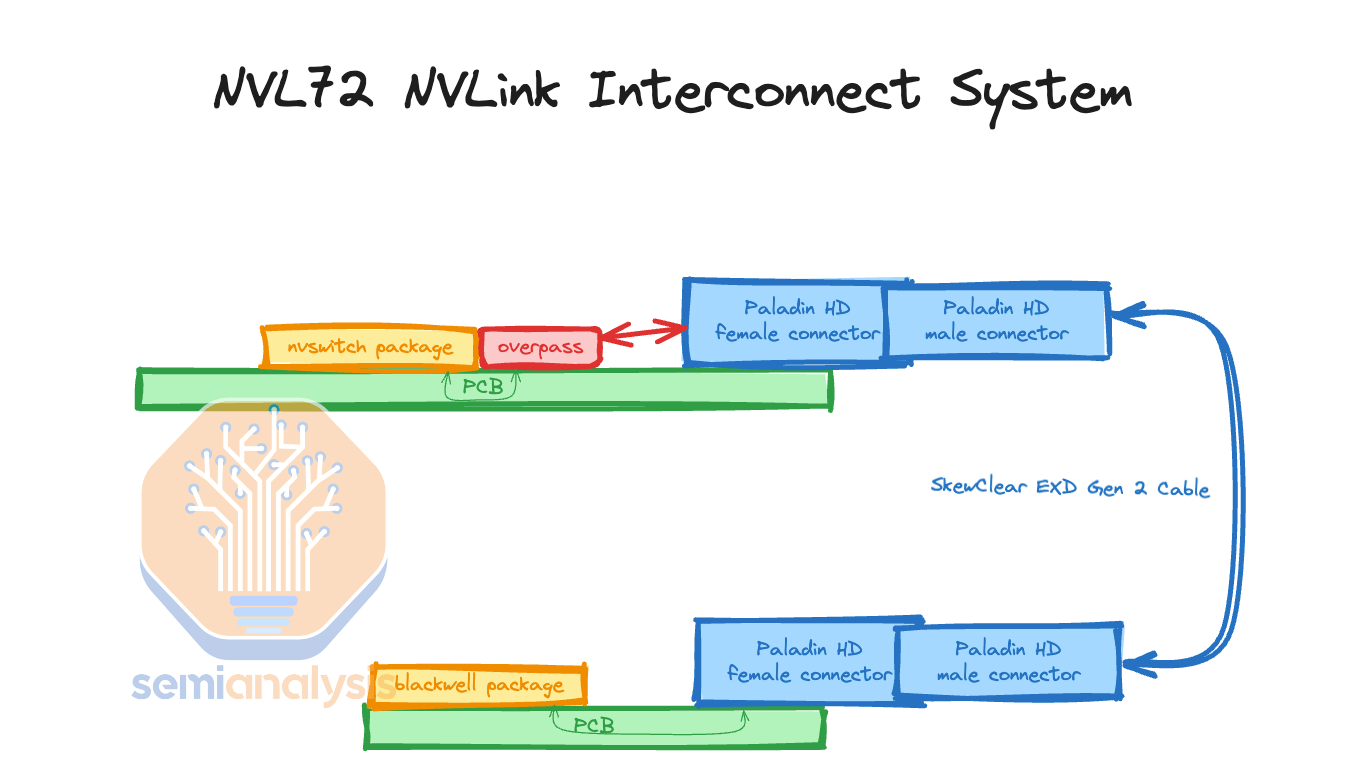 NVL72 NVLink Interconnect System
Paladin HD
female connector
Paladin HD
male connector
nvswitch package
overpass
PCB
SkewClear EXD Gen 2 Cable
Paladin HD
female connector
Paladin HD
male connector
semianalysis
blackwell package
PCB